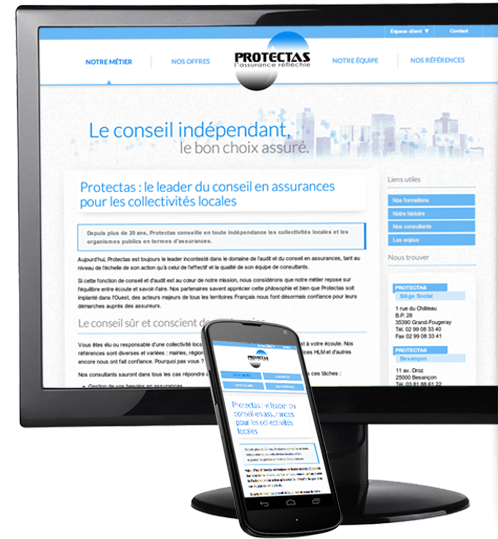 Espace client ▼ Contact
NOTRE MÉTIER NOS OFFRES PROTECTAS NOTRE ÉQUIPE NOS RÉFÉRENCES
l'assurance réfléchie
Le conseil indépendant,
le bon choix assuré.
Protectas : le leader du conseil en assurances
pour les collectivités locales
Depuis plus de 20 ans, Protectas conseille en toute indépendance les collectivités locales et les
organismes publics en termes d'assurances.
Aujourd'hui, Protectas est toujours le leader incontesté dans le domaine de l'audit et du conseil en assurances, tant au
niveau de l'échelle de son action qu'à celui de l'effectif et la qualité de son équipe de consultants.
Si cette fonction de conseil et d'audit est au cœur de notre mission, nous considérons que notre métier repose sur
l'équilibre entre écoute et savoir-faire. Nos partenaires savent apprécier cette philosophie et bien que Protectas soit
implanté dans l'Ouest, des acteurs majeurs de tous les territoires Français nous ont désormais confiance pour leurs
démarches auprès des assureurs.
Le conseil sûr et conscient
Vous êtes élu ou responsable d'une collectivité à votre écoute. Nos
références sont diverses et variées : mairies, HLM et d'autres
encore nous ont fait confiance. Pourquoi pas vous ?
Nos consultants sauront dans tous les cas tâches :
Gestion de vos besoins en assurances
Liens utiles
Nos formations
Notre histoire
Nos consultants
Les enjeux
Nous trouver
PROTECTAS
Siège Social
1 rue du Château
B.P. 28
35390 Grand-Fougeray
Tél. 02 99 08 33 40
Fax 02 99 08 33 41
PROTECTAS
Besançon
11 av. Droz
25000 Besançon
Tél. 03 81 88 61 22
PROTECTAS
Protectas : le leader du
conseil en assurances
pour les collectivités
locales